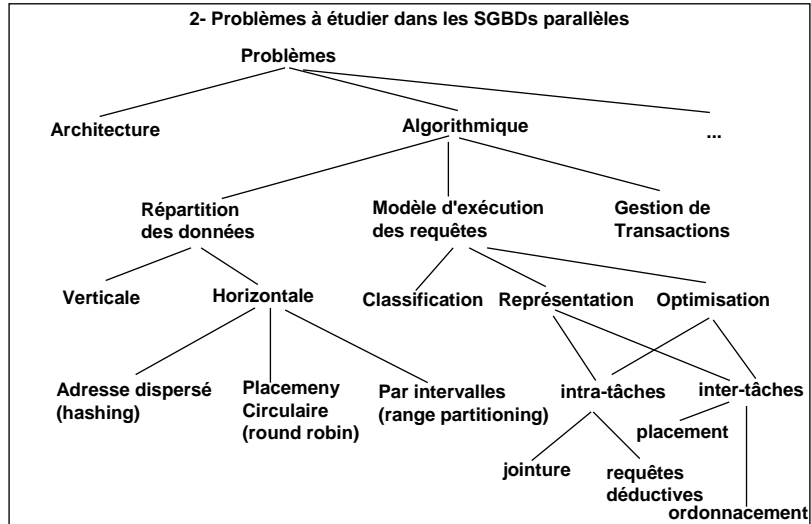 2- Problèmes à étudier dans les SGBDs parallèles
Problèmes
Architecture
Algorithmique
...
Répartition
des données
Modèle d'exécution
des requêtes
Gestion de
Transactions
Verticale
Horizontale
Classification
Représentation
Optimisation
Adresse dispersé
(hashing)
Placemeny
Circulaire
(round robin)
Par intervalles
(range partitioning)
intra-tâches
inter-tâches
placement
jointure
requêtes
déductives
ordonnacement